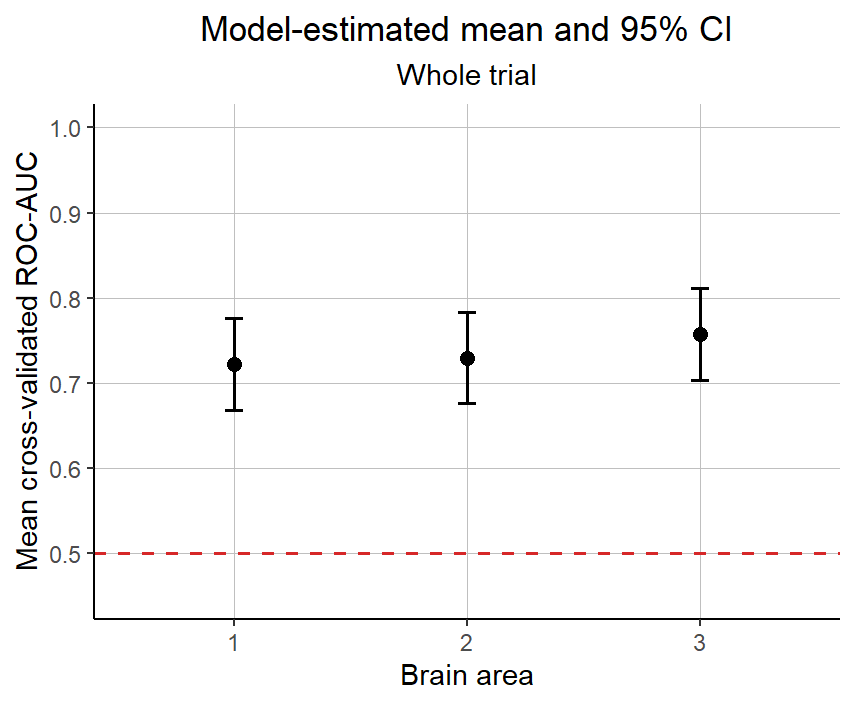 Model-estimated mean and 95% CI
Whole trial
Mean cross-validated ROC-AUC
1.0
0.9
0.8
0.7
0.6
0.5
1 2 3
Brain area